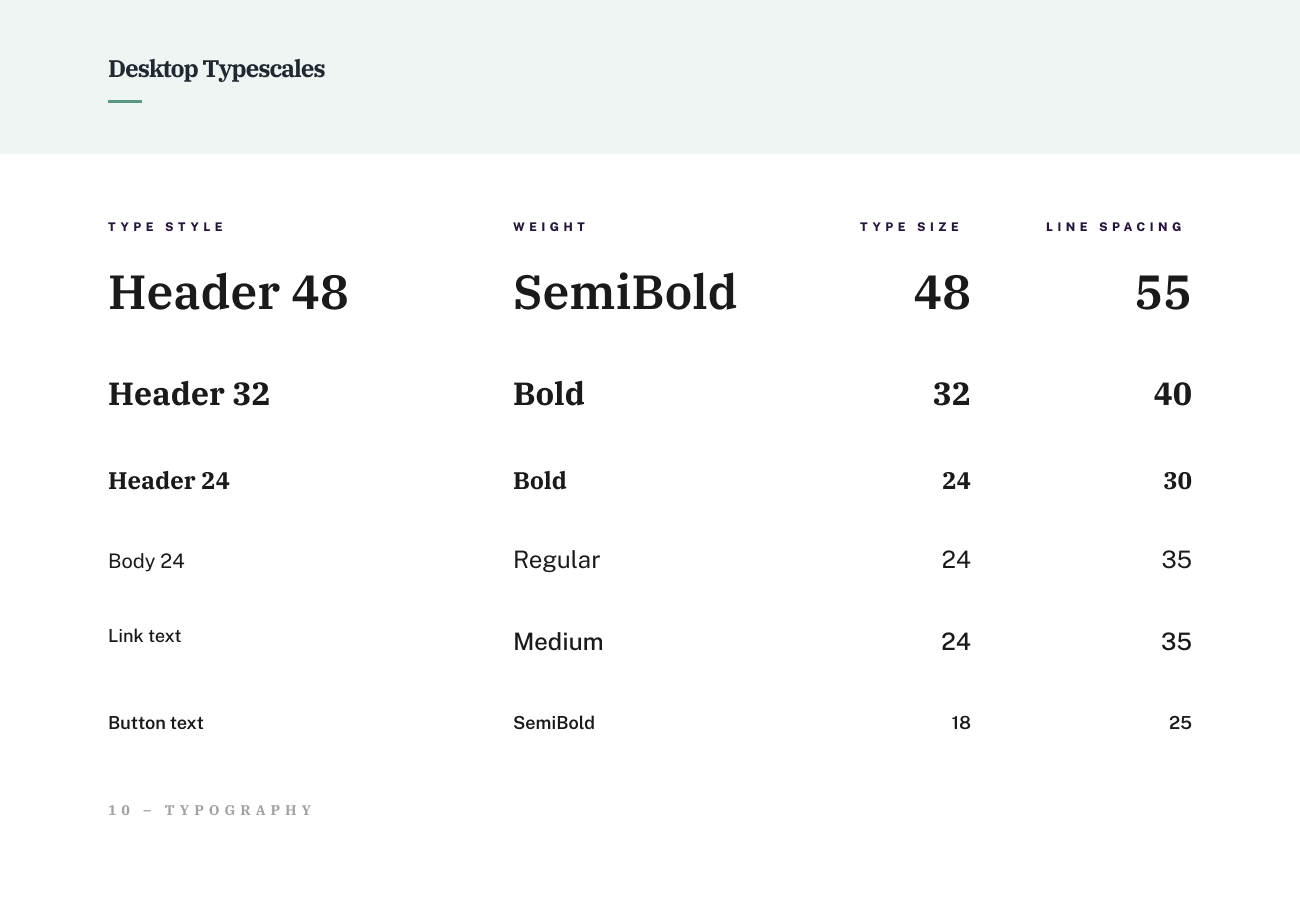 Desktop Typescales
TYPE STYLE WEIGHT TYPE SIZE LINE SPACING
Header 48 SemiBold 48 55
Header 32 Bold 32 40
Header 24 Bold 24 30
Body 24 Regular 24 35
Link text Medium 24 35
Button text SemiBold 18 25
10 – TYPOGRAPHY